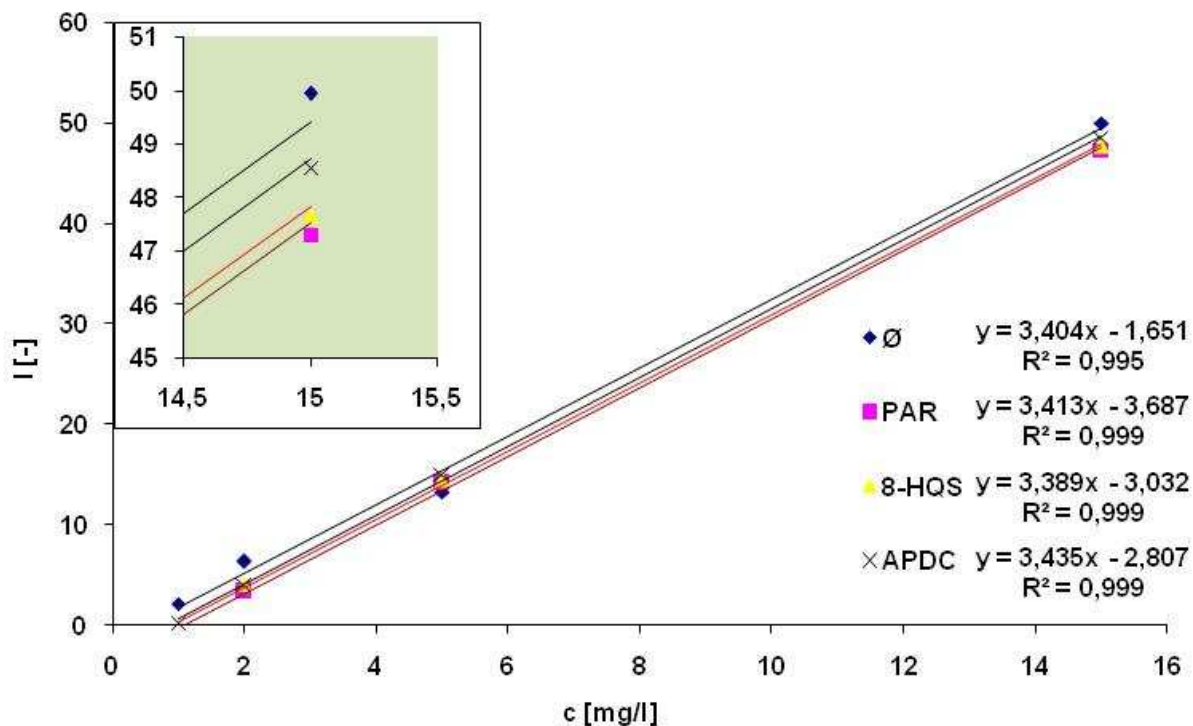 60
50
40
30
20
10
0
I [-]
51
50
49
48
47
46
45
14,5 15 15,5
Ø y = 3,404x - 1,651
R² = 0,995
PAR y = 3,413x - 3,687
R² = 0,999
8-HQS y = 3,389x - 3,032
R² = 0,999
APDC y = 3,435x - 2,807
R² = 0,999
0 2 4 6 8 10 12 14 16
c [mg/l]